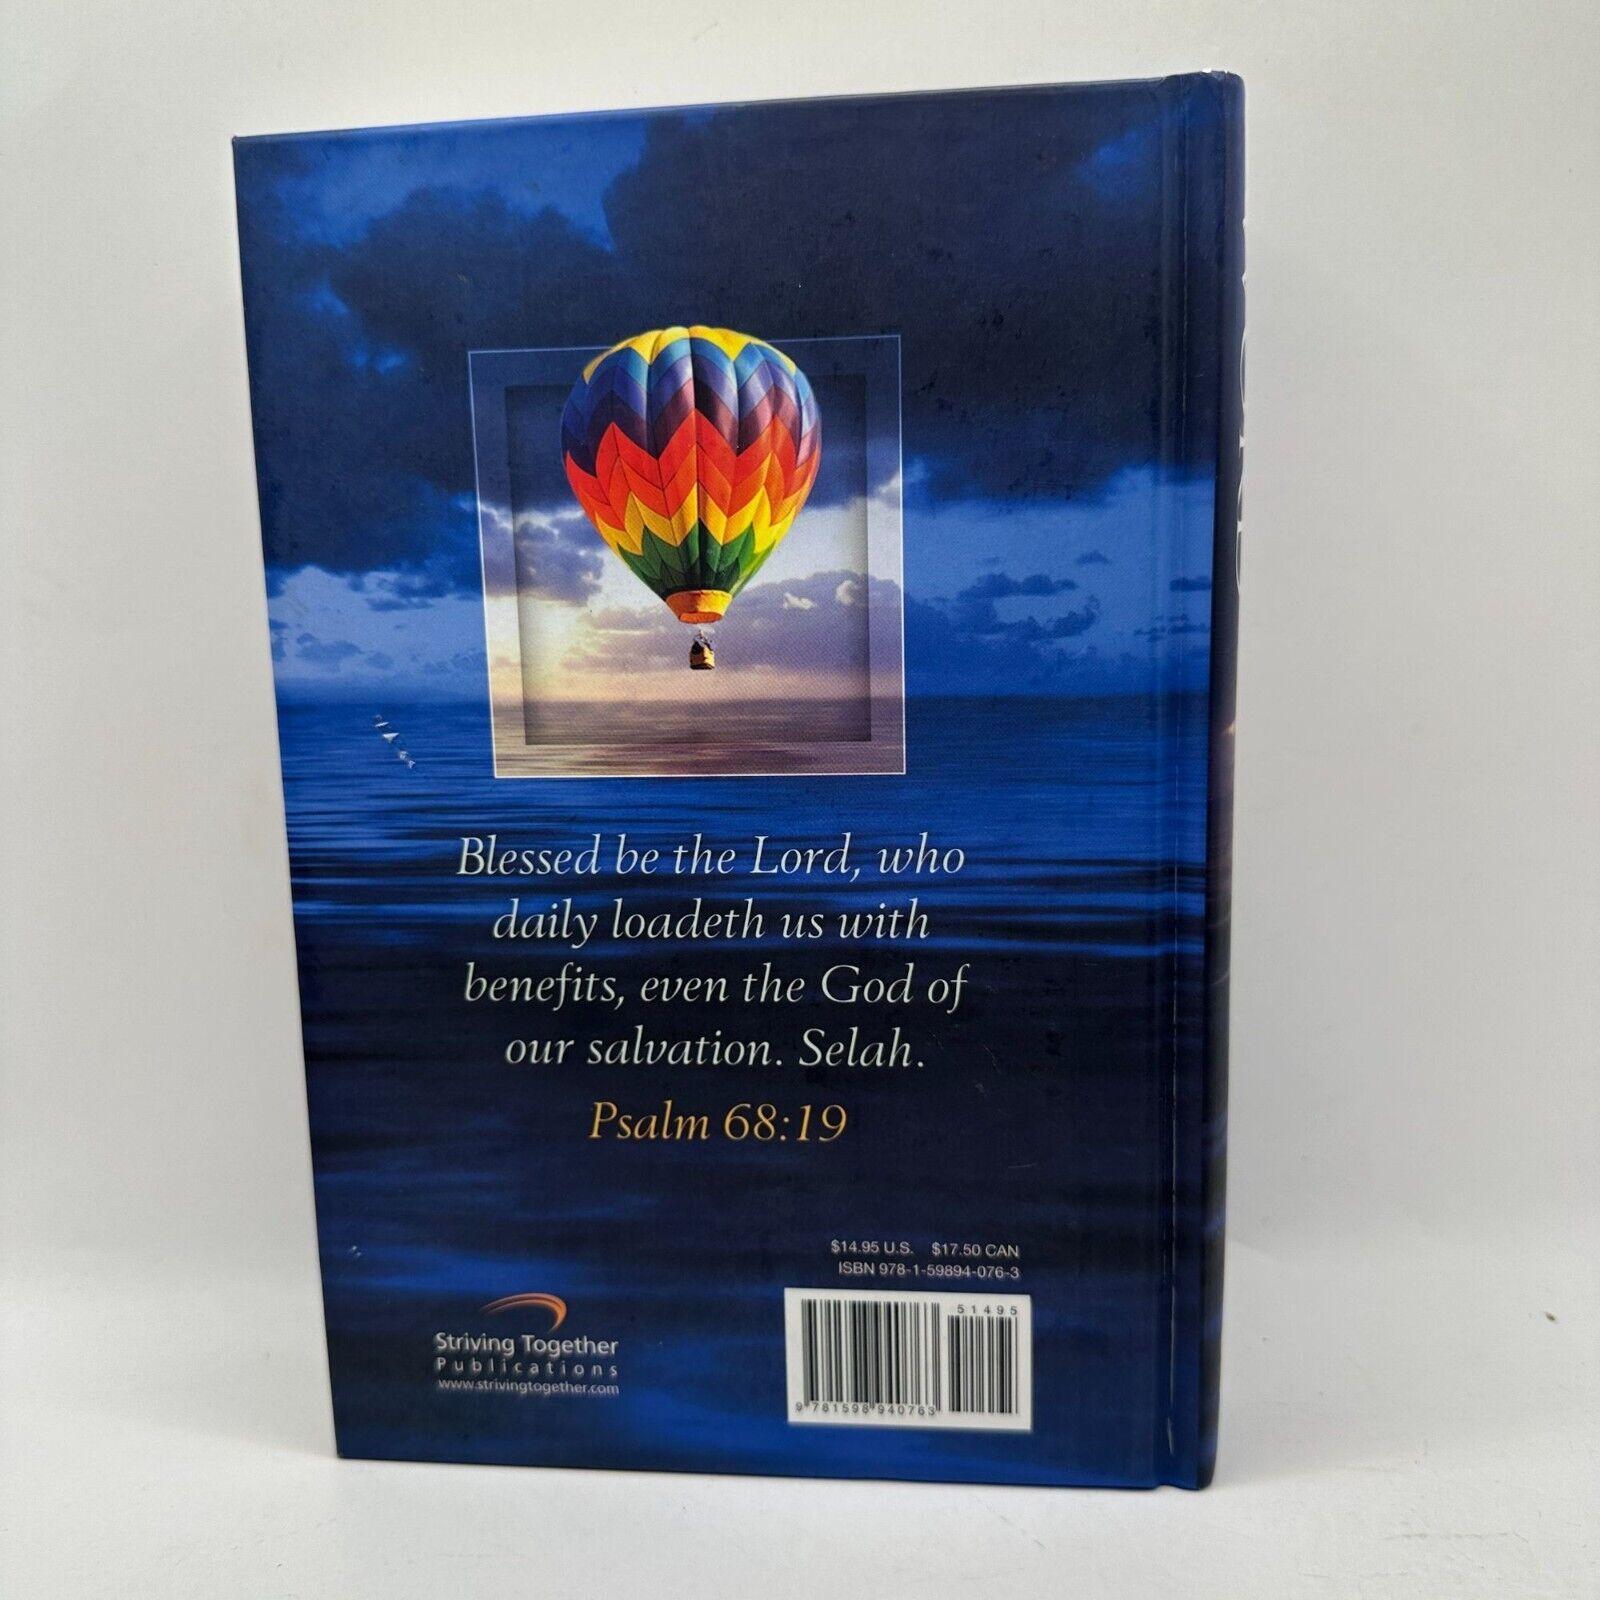 Blessed be the Lord, who
daily loadeth us with
benefits, even the God of
our salvation. Selah.
Psalm 68:19
$14.95 U.S. $17.50 CAN
ISBN 978-1-59894-076-3
51495
9 781598 940763
Striving Together
Publications
www.strivingtogether.com